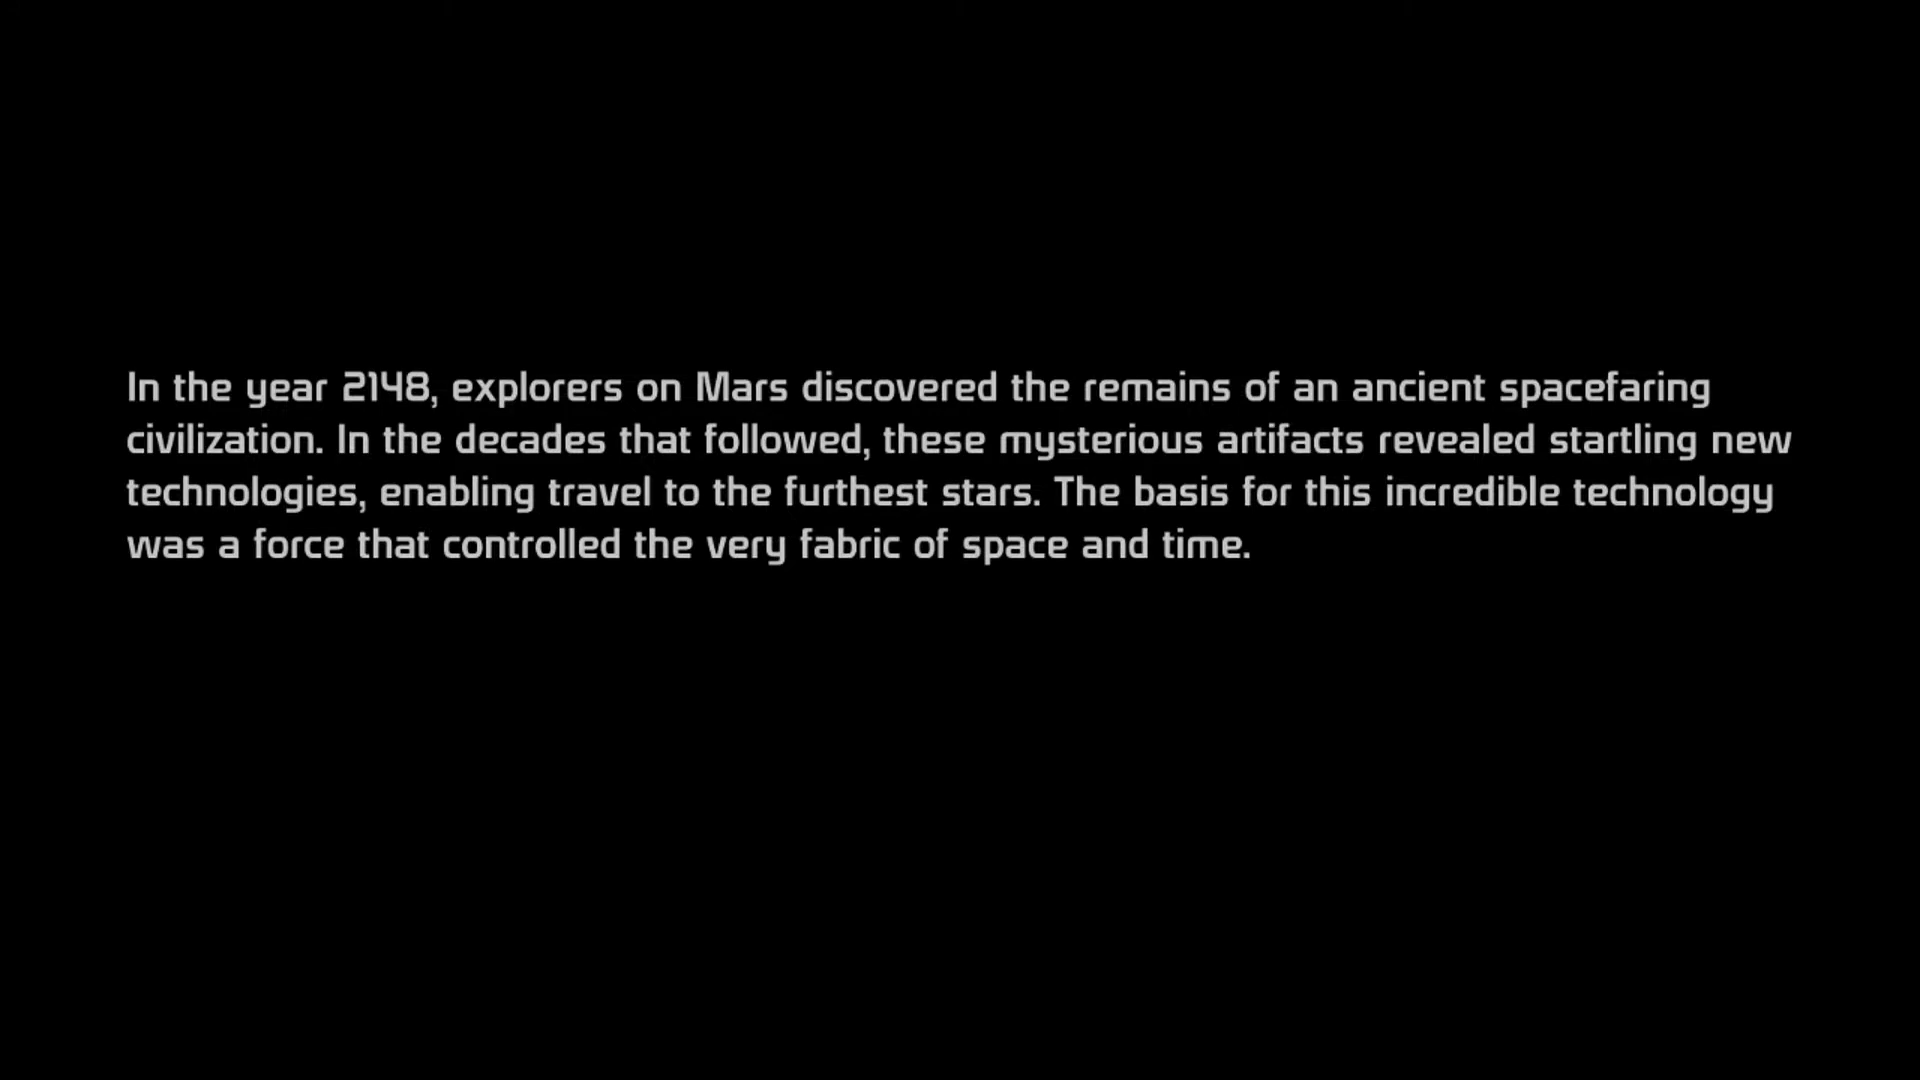 In the year 2148, explorers on Mars discovered the remains of an ancient spacefaring
civilization. In the decades that followed, these mysterious artifacts revealed startling new
technologies, enabling travel to the furthest stars. The basis for this incredible technology
was a force that controlled the very fabric of space and time.